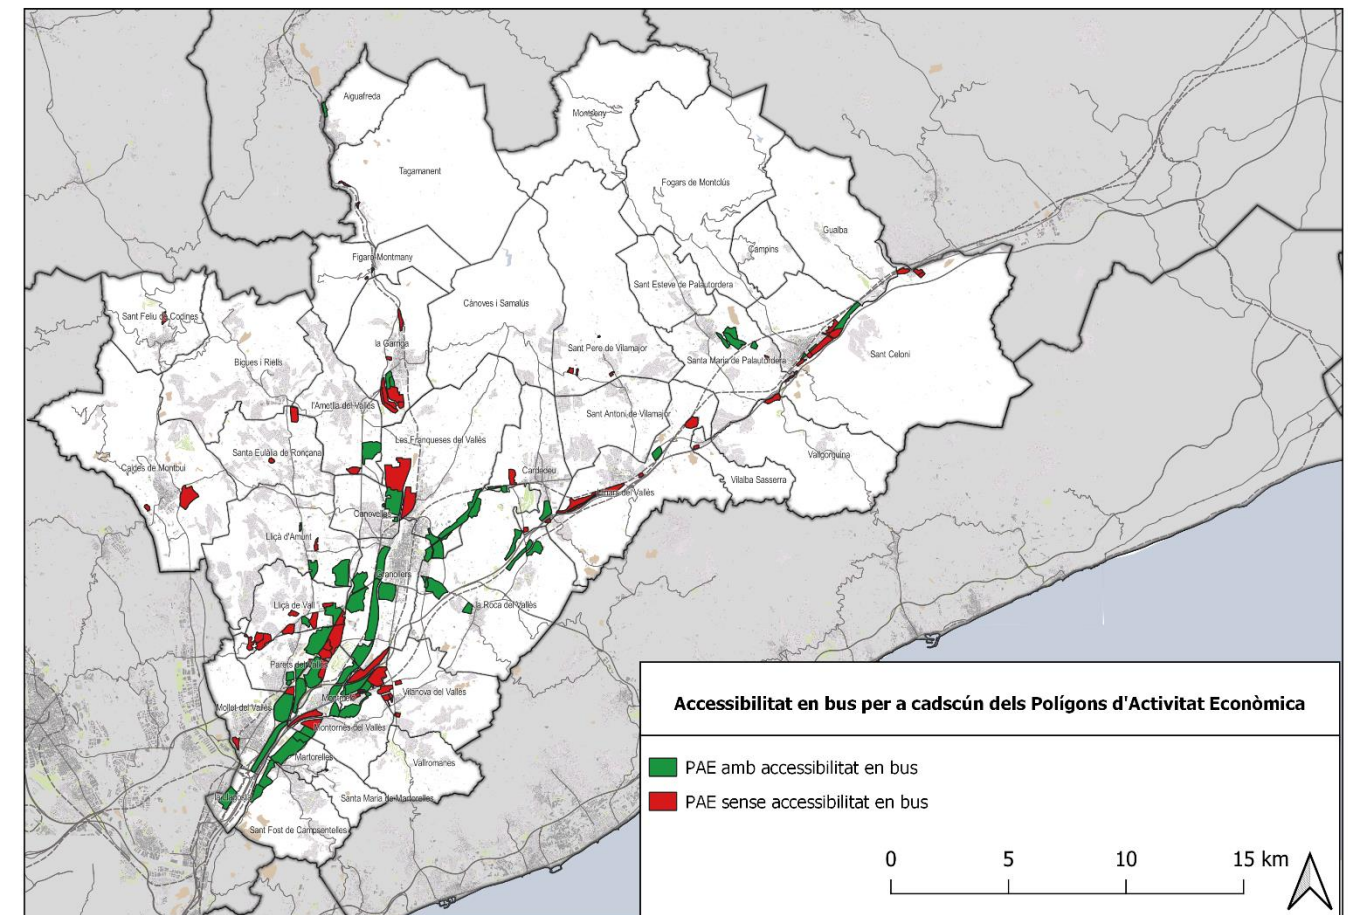 Aiguafreda
Montseny
Tagamanent
Fogars de Montclús
Gualba
Campins
Figaró-Montmany
Sant Esteve de Palautordera
Cànoves i Samalús
Sant Feliu de Codines
la Garriga
Sant Pere de Vilamajor
Sant Celoni
Bigues i Riells
Santa Maria de Palautordera
l'Ametlla del Vallès
Sant Antoni de Vilamajor
Les Franqueses del Vallès
Santa Eulàlia de Ronçana
Vallgorguina
Caldes de Montbui
Cardedeu
Vilalba Sasserra
del Vallès
Canovelles
Lliçà d'Amunt
Granollers
Lliçà de Vall
la Roca del Vallès
Parets del Vallès
Vilanova del Vallès
Mollet del Vallès
Montornès del Vallès
Martorelles
Vallromanes
Santa Maria de Martorelles
Sant Fost de Campsentelles
Accessibilitat en bus per a cadscún dels Polígons d'Activitat Econòmica
PAE amb accessibilitat en bus
PAE sense accessibilitat en bus
0 5 10 15 km